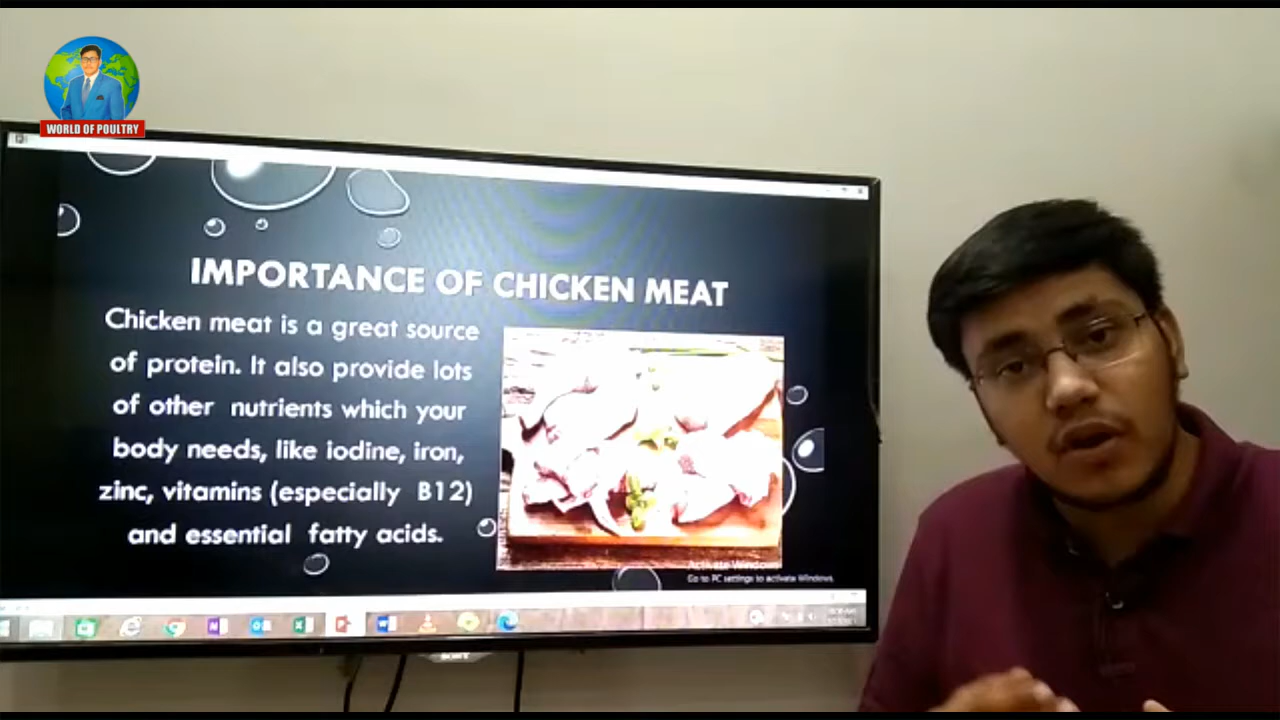 WORLD OF POULTRY
IMPORTANCE OF CHICKEN MEAT
Chicken meat is a great source
of protein. It also provide lots
of other nutrients which your
body needs, like iodine, iron,
zinc, vitamins (especially B12)
and essential fatty acids.
Activate Windows
Go to PC settings to activate Windows.
SONY